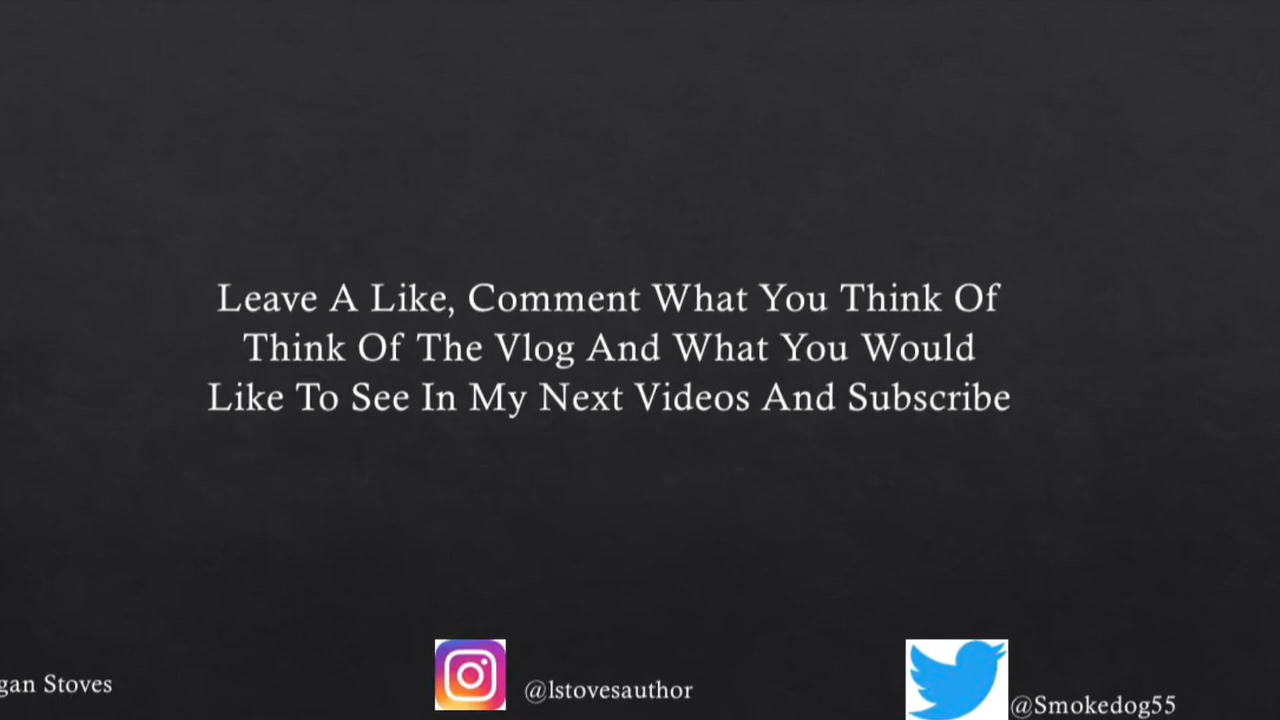 Leave A Like, Comment What You Think Of
Think Of The Vlog And What You Would
Like To See In My Next Videos And Subscribe
gan Stoves
@lstovesauthor
@Smokedog55